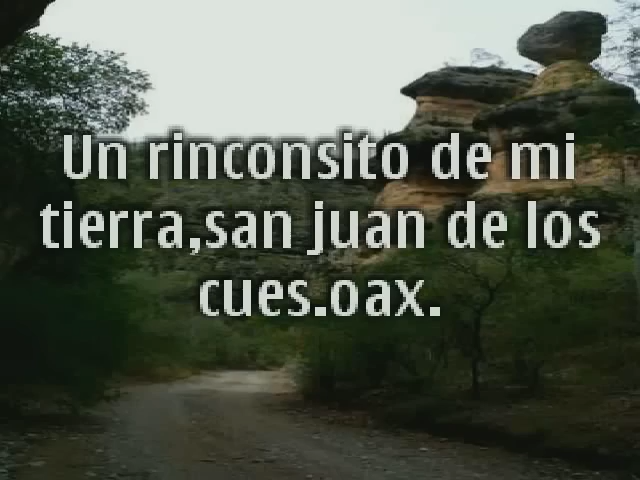 Un rinconsito de mi
tierra,san juan de los
cues.oax.